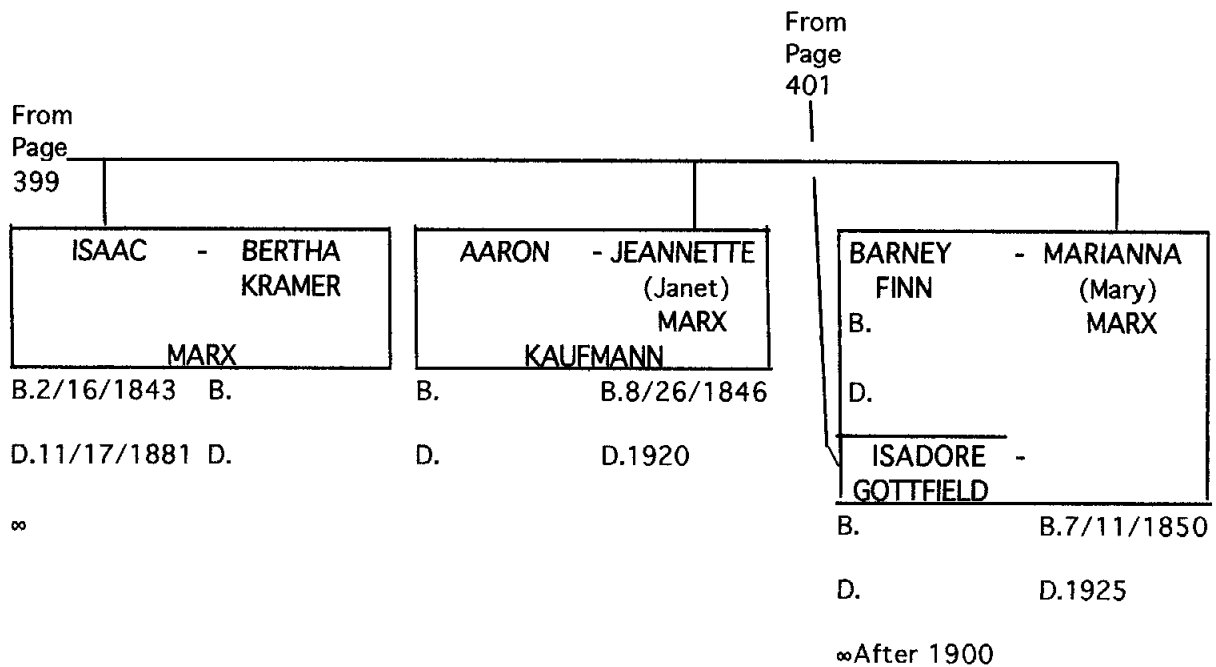 From
Page
401
From
Page
399
ISAAC - BERTHA
KRAMER
MARX
B.2/16/1843 B.
D.11/17/1881 D.
∞
AARON - JEANNETTE
(Janet)
MARX
KAUFMANN
B. B.8/26/1846
D. D.1920
BARNEY - MARIANNA
FINN (Mary)
B. MARX
D.
ISADORE -
GOTTFIELD
B. B.7/11/1850
D. D.1925
∞After 1900